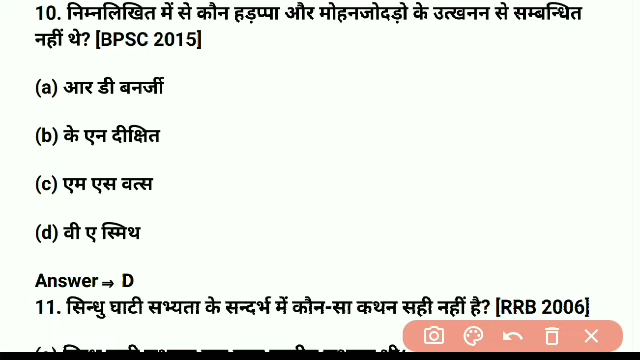 10. निम्नलिखित में से कौन हड़प्पा और मोहनजोदड़ो के उत्खनन से सम्बन्धित
नहीं थे? [BPSC 2015]
(a) आर डी बनर्जी
(b) के एन दीक्षित
(c) एम एस वत्स
(d) वी ए स्मिथ
Answer⇒ D
11. सिन्धु घाटी सभ्यता के सन्दर्भ में कौन-सा कथन सही नहीं है? [RRB 2006]